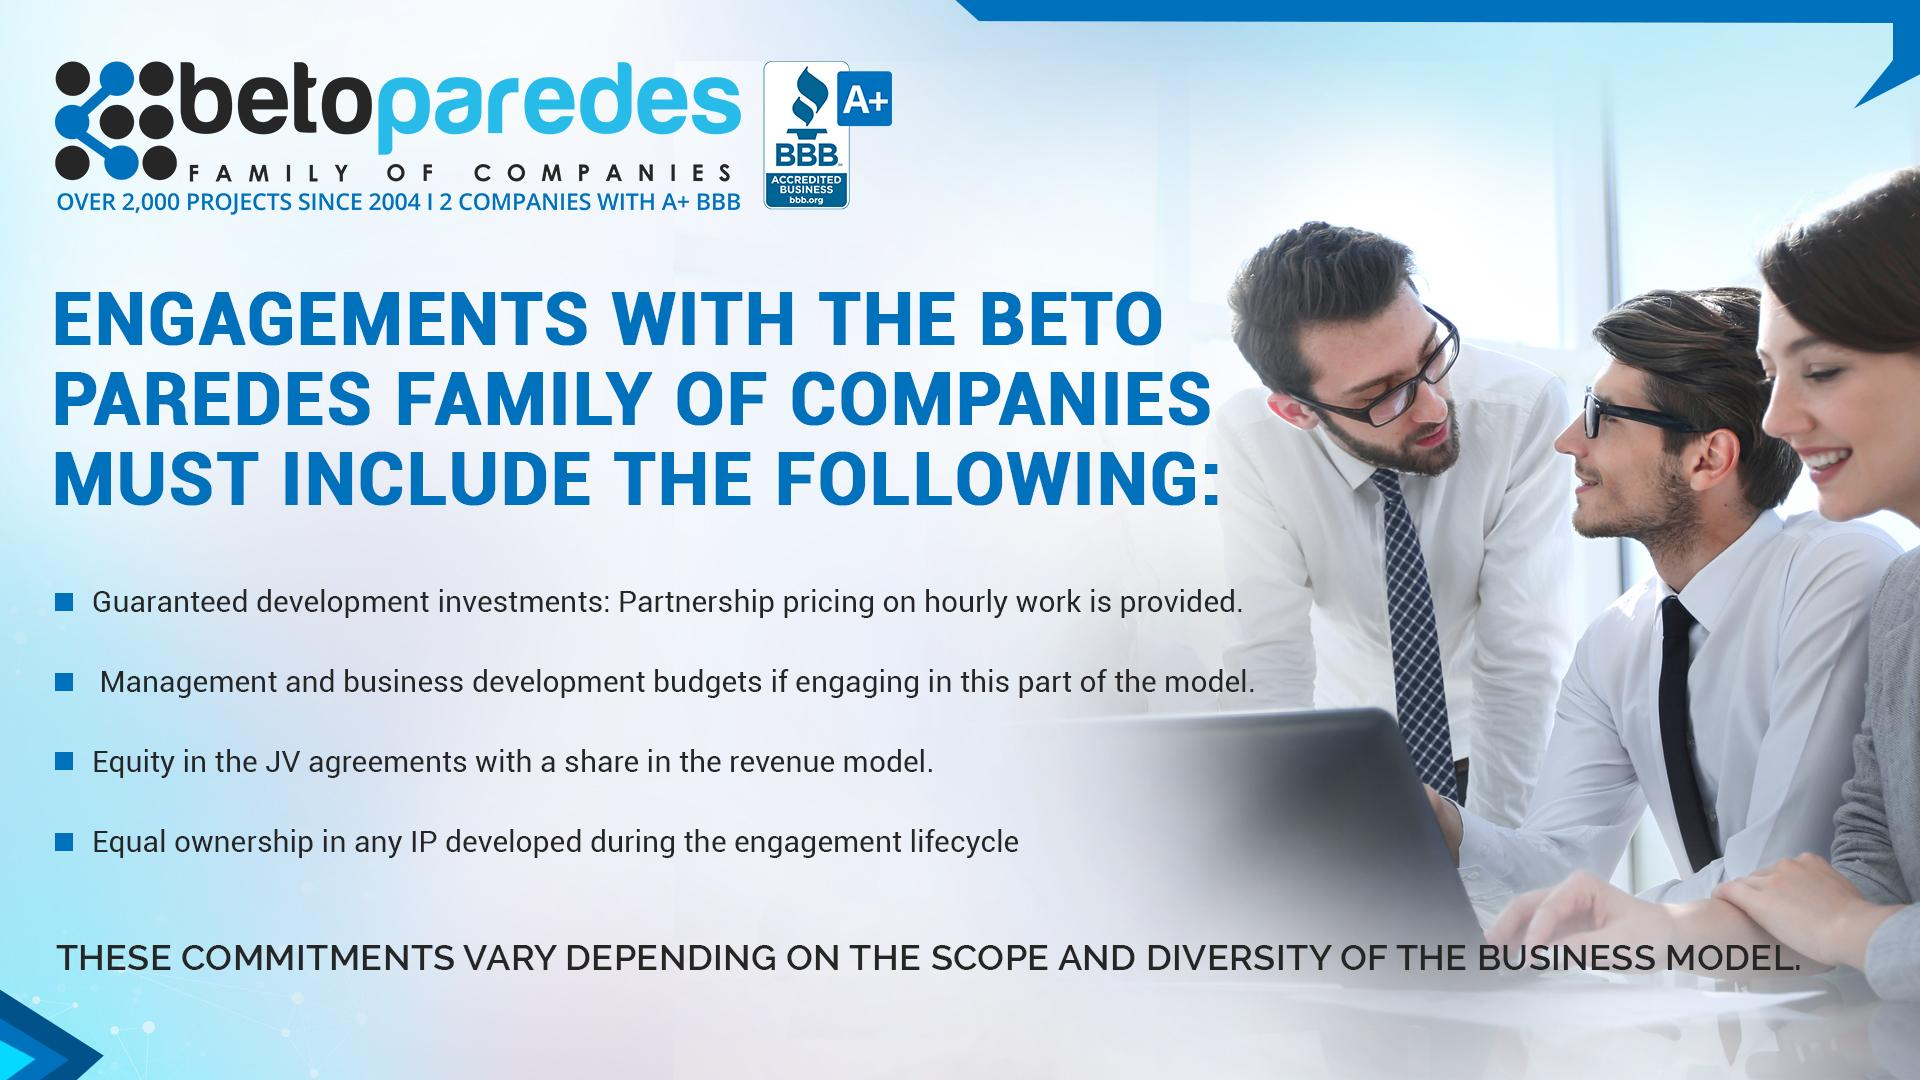 betoparedes
FAMILY OF COMPANIES
OVER 2,000 PROJECTS SINCE 2004 I 2 COMPANIES WITH A+ BBB
A+
BBB
ACCREDITED
BUSINESS
bbb.org
ENGAGEMENTS WITH THE BETO
PAREDES FAMILY OF COMPANIES
MUST INCLUDE THE FOLLOWING:
Guaranteed development investments: Partnership pricing on hourly work is provided.
Management and business development budgets if engaging in this part of the model.
Equity in the JV agreements with a share in the revenue model.
Equal ownership in any IP developed during the engagement lifecycle
THESE COMMITMENTS VARY DEPENDING ON THE SCOPE AND DIVERSITY OF THE BUSINESS MODEL.